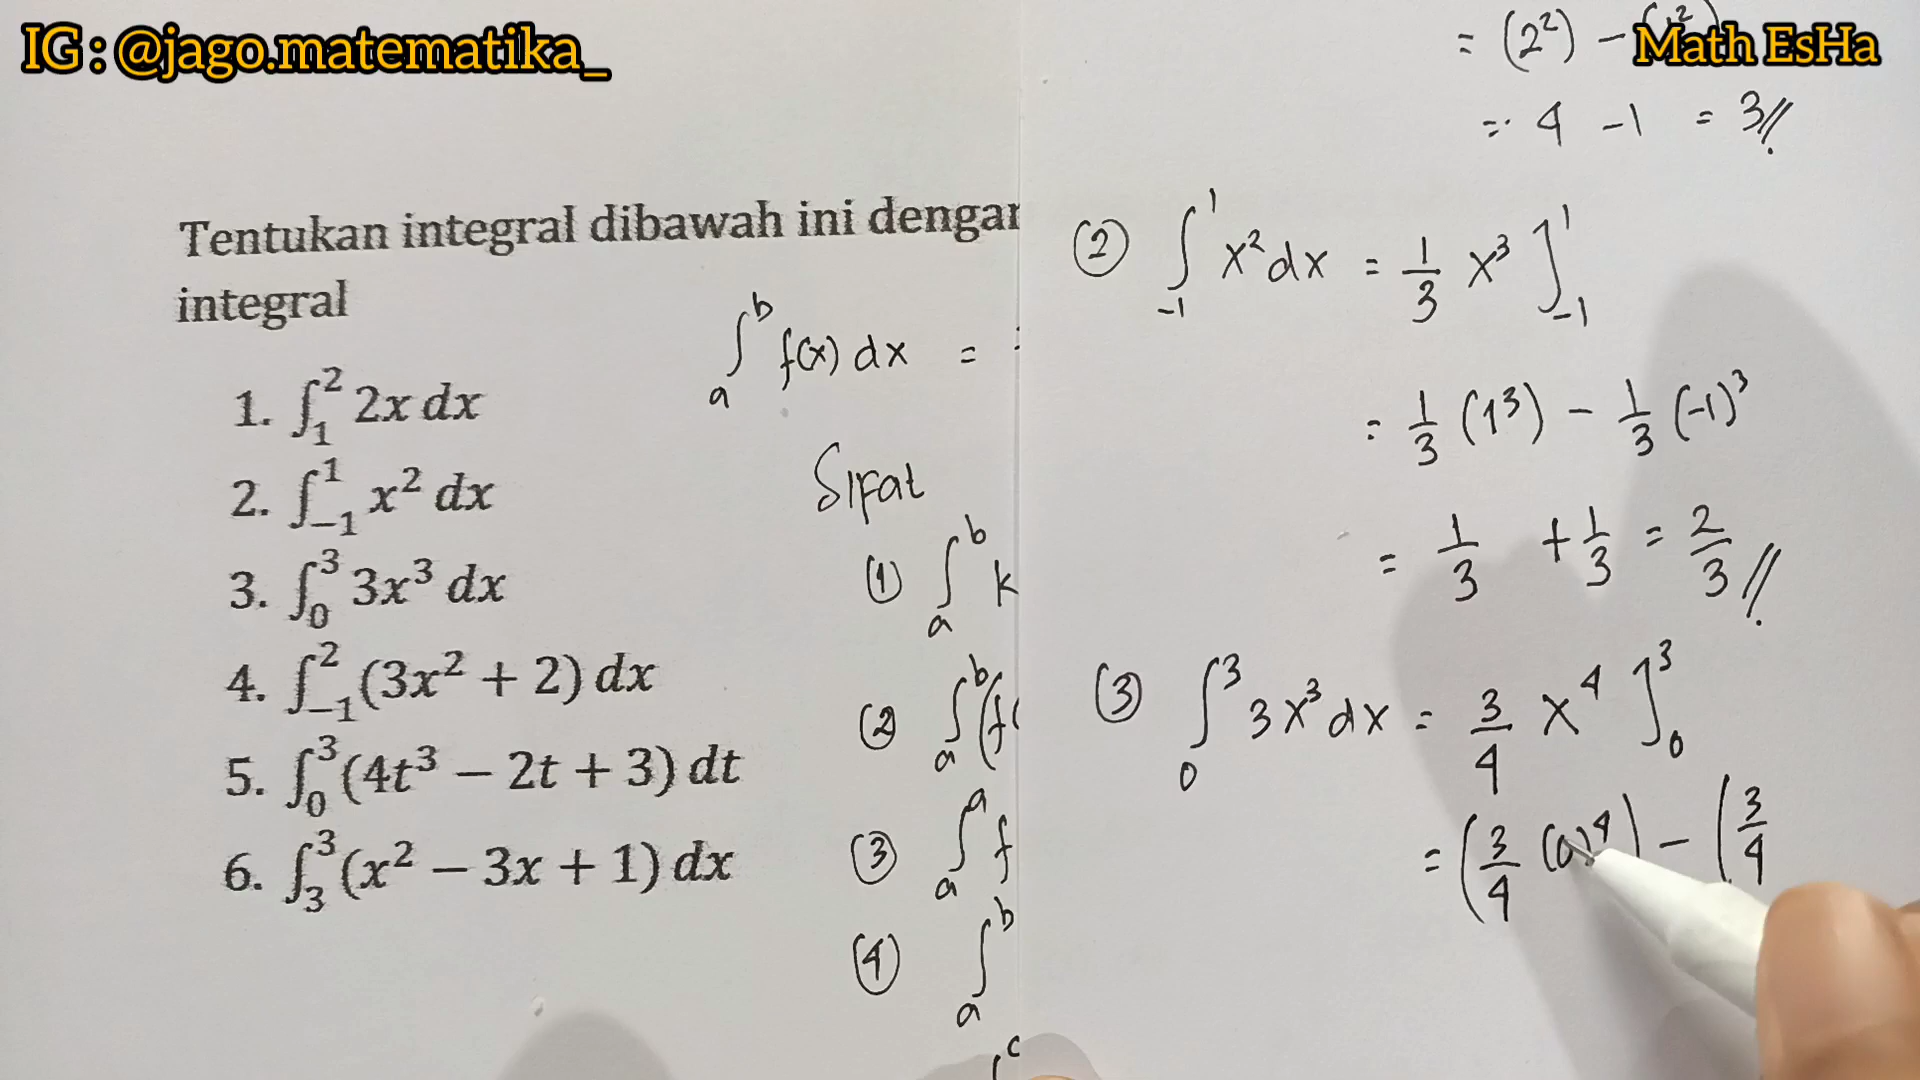 IG : @jago.matematika_
Math EsHa
Tentukan integral dibawah ini dengan
integral
1. ∫₁² 2x dx
2. ∫₋₁¹ x² dx
3. ∫₀³ 3x³ dx
4. ∫₋₁² (3x² + 2) dx
5. ∫₀³ (4t³ − 2t + 3) dt
6. ∫₃³ (x² − 3x + 1) dx
∫ₐᵇ f(x) dx =
Sifat
(1) ∫ₐᵇ k
(2) ∫ₐᵇ (f(
(3) ∫ₐᵃ f
(4) ∫ₐᵇ
∫ᶜ
= (2²) −
= 4 − 1 = 3//
(2) ∫₋₁¹ x² dx = 1/3 x³ ]₋₁¹
= 1/3 (1³) − 1/3 (-1)³
= 1/3 + 1/3 = 2/3 //
(3) ∫₀³ 3x³ dx = 3/4 x⁴ ]₀³
= (3/4 (0)⁴) − (3/4